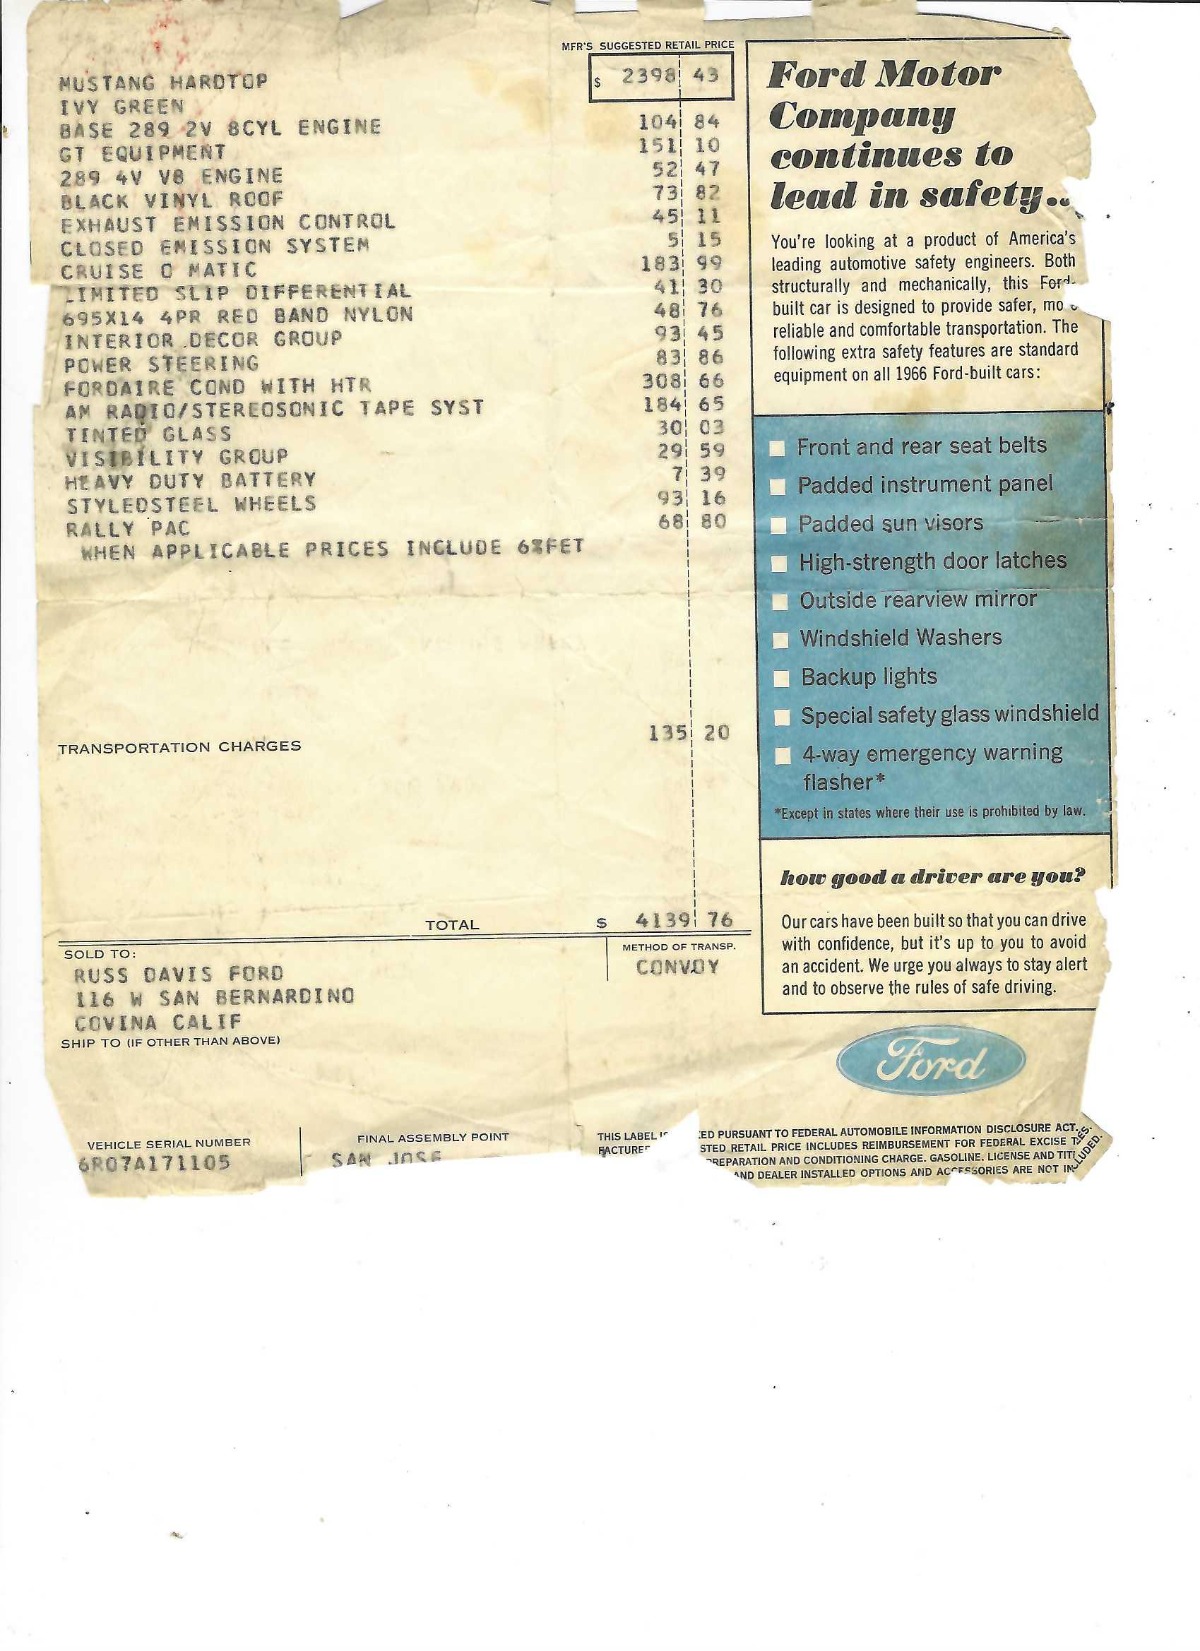 MFR'S SUGGESTED RETAIL PRICE
MUSTANG HARDTOP $ 2398 43
IVY GREEN
BASE 289 2V 8CYL ENGINE 104 84
GT EQUIPMENT 151 10
289 4V V8 ENGINE 52 47
BLACK VINYL ROOF 73 82
EXHAUST EMISSION CONTROL 45 11
CLOSED EMISSION SYSTEM 5 15
CRUISE O MATIC 183 99
LIMITED SLIP DIFFERENTIAL 41 30
695X14 4PR RED BAND NYLON 48 76
INTERIOR DECOR GROUP 93 45
POWER STEERING 83 86
FORDAIRE COND WITH HTR 308 66
AM RADIO/STEREOSONIC TAPE SYST 184 65
TINTED GLASS 30 03
VISIBILITY GROUP 29 59
HEAVY DUTY BATTERY 7 39
STYLEDSTEEL WHEELS 93 16
RALLY PAC 68 80
WHEN APPLICABLE PRICES INCLUDE 6%FET
TRANSPORTATION CHARGES 135 20
TOTAL $ 4139 76
SOLD TO:
RUSS DAVIS FORD
116 W SAN BERNARDINO
COVINA CALIF
SHIP TO (IF OTHER THAN ABOVE)
METHOD OF TRANSP.
CONVOY
VEHICLE SERIAL NUMBER
6R07A171105
FINAL ASSEMBLY POINT
SAN JOSE
Ford Motor
Company
continues to
lead in safety..
You're looking at a product of America's
leading automotive safety engineers. Both
structurally and mechanically, this Ford-
built car is designed to provide safer, mo
reliable and comfortable transportation. The
following extra safety features are standard
equipment on all 1966 Ford-built cars:
Front and rear seat belts
Padded instrument panel
Padded sun visors
High-strength door latches
Outside rearview mirror
Windshield Washers
Backup lights
Special safety glass windshield
4-way emergency warning
flasher*
*Except in states where their use is prohibited by law.
how good a driver are you?
Our cars have been built so that you can drive
with confidence, but it's up to you to avoid
an accident. We urge you always to stay alert
and to observe the rules of safe driving.
Ford
THIS LABEL ED PURSUANT TO FEDERAL AUTOMOBILE INFORMATION DISCLOSURE ACT.
FACTURE STED RETAIL PRICE INCLUDES REIMBURSEMENT FOR FEDERAL EXCISE T ES.
PREPARATION AND CONDITIONING CHARGE. GASOLINE, LICENSE AND TITL
AND DEALER INSTALLED OPTIONS AND ACCESSORIES ARE NOT INCLUDED.